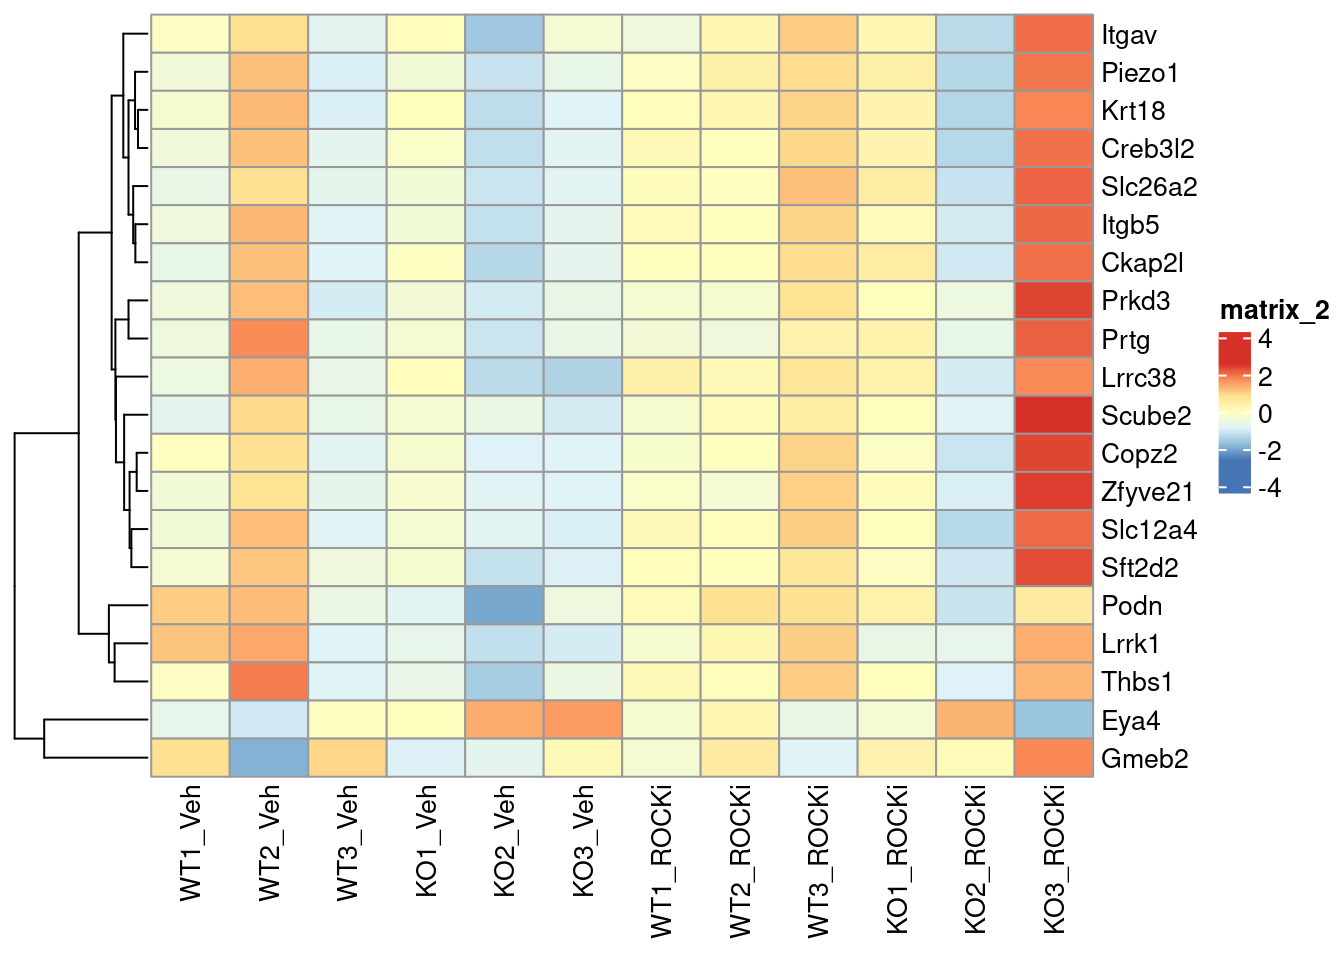 Itgav
Piezo1
Krt18
Creb3l2
Slc26a2
Itgb5
Ckap2l
Prkd3
Prtg
Lrrc38
Scube2
Copz2
Zfyve21
Slc12a4
Sft2d2
Podn
Lrrk1
Thbs1
Eya4
Gmeb2
matrix_2
4
2
0
-2
-4
WT1_Veh
WT2_Veh
WT3_Veh
KO1_Veh
KO2_Veh
KO3_Veh
WT1_ROCKi
WT2_ROCKi
WT3_ROCKi
KO1_ROCKi
KO2_ROCKi
KO3_ROCKi